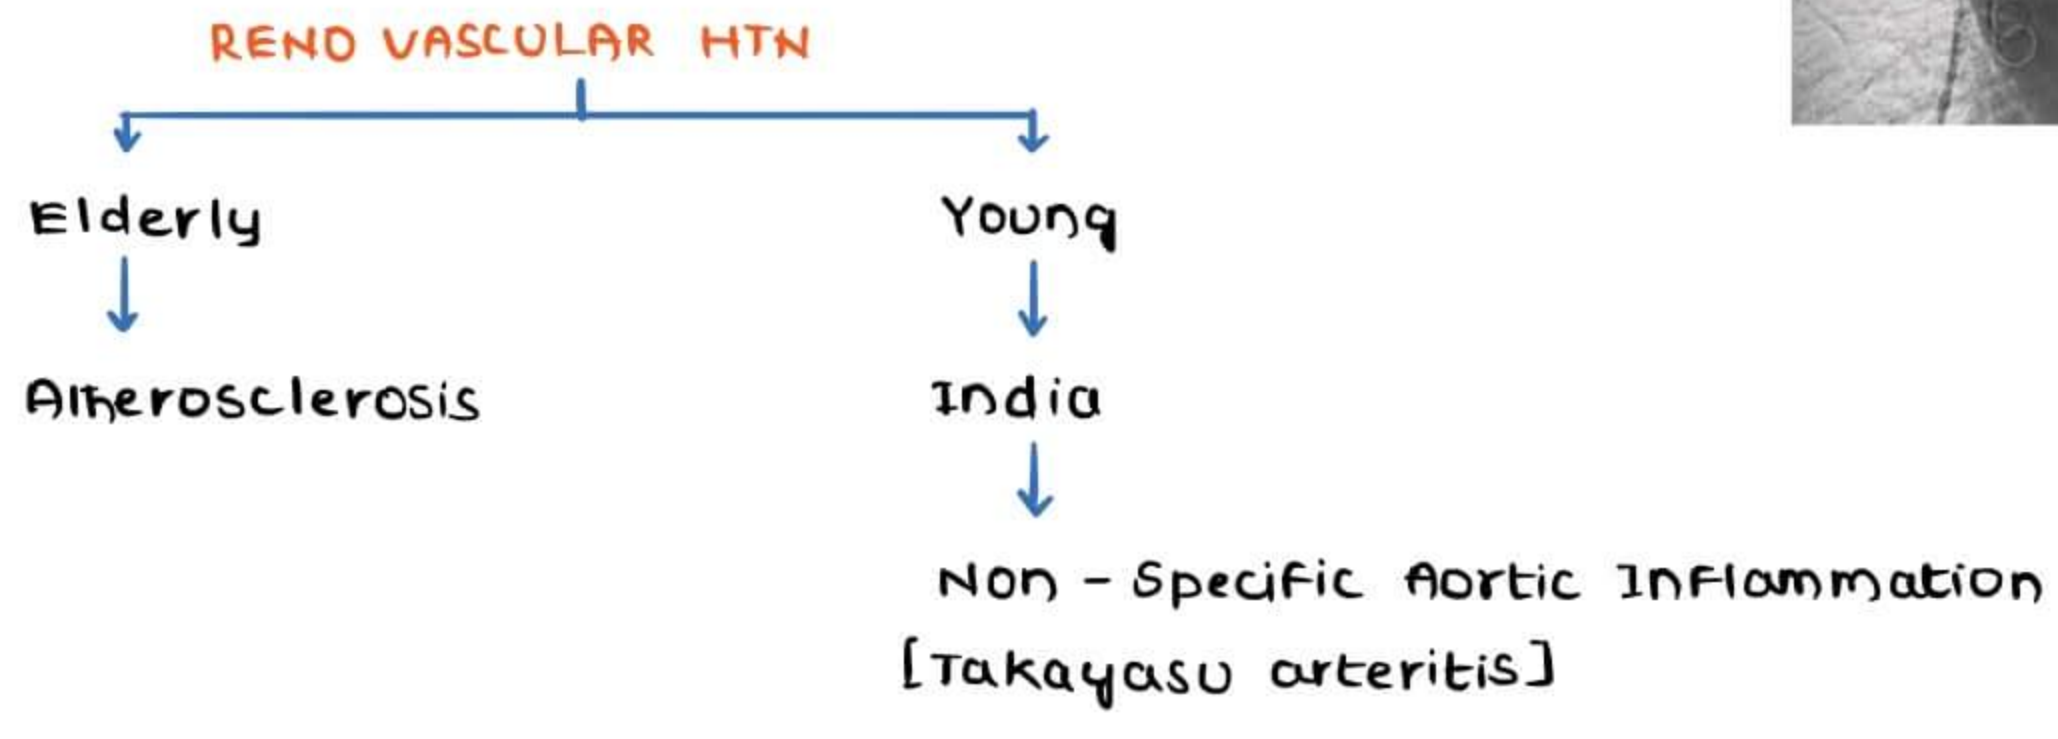 RENO VASCULAR HTN
Elderly
Young
Atherosclerosis
India
Non - Specific Aortic Inflammation
[Takayasu arteritis]